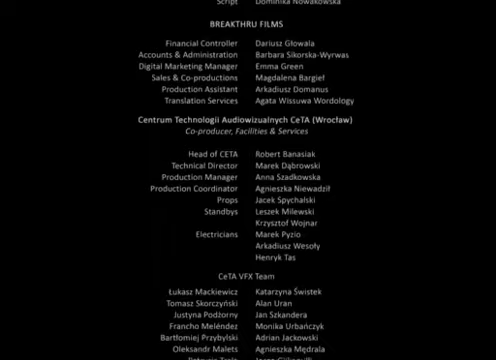 Script Dominika Nowakowska
BREAKTHRU FILMS
Financial Controller Dariusz Głowala
Accounts & Administration Barbara Sikorska-Wyrwas
Digital Marketing Manager Emma Green
Sales & Co-productions Magdalena Bargieł
Production Assistant Arkadiusz Domanus
Translation Services Agata Wissuwa Wordology
Centrum Technologii Audiowizualnych CeTA (Wrocław)
Co-producer, Facilities & Services
Head of CETA Robert Banasiak
Technical Director Marek Dąbrowski
Production Manager Anna Szadkowska
Production Coordinator Agnieszka Niewadził
Props Jacek Spychalski
Standbys Leszek Milewski
Krzysztof Wojnar
Electricians Marek Pyzio
Arkadiusz Wesoły
Henryk Tas
CeTA VFX Team
Łukasz Mackiewicz Katarzyna Świstek
Tomasz Skorczyński Alan Uran
Justyna Podżorny Jan Szkandera
Francho Meléndez Monika Urbańczyk
Bartłomiej Przybylski Adrian Jackowski
Oleksandr Malets Agnieszka Mędrala